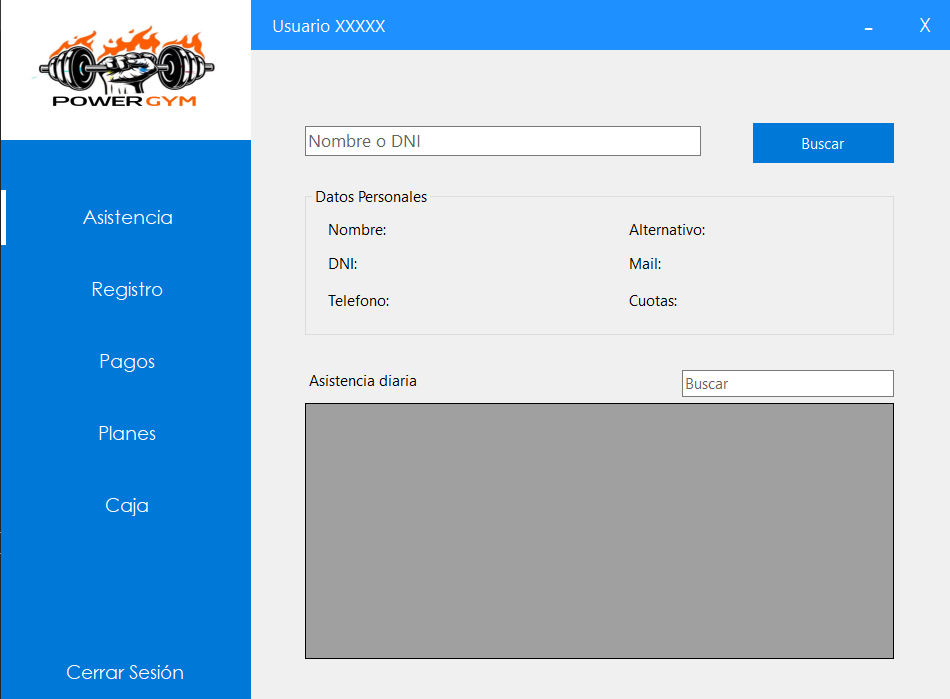 POWERGYM
Usuario XXXXX
_ X
Asistencia
Registro
Pagos
Planes
Caja
Cerrar Sesión
Nombre o DNI
Buscar
Datos Personales
Nombre:
Alternativo:
DNI:
Mail:
Telefono:
Cuotas:
Asistencia diaria
Buscar